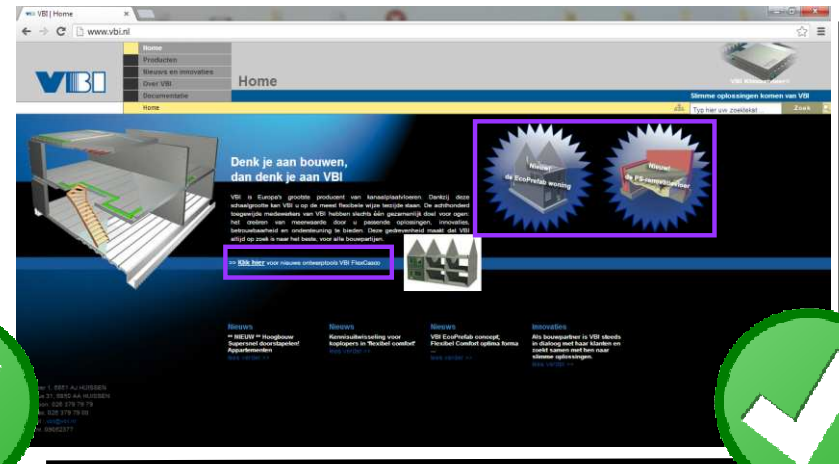 VBI | Home
www.vbi.nl
VBI
Home
Producten
Nieuws en innovaties
Over VBI
Documentatie
Home
Home
Slimme oplossingen komen van VBI
Typ hier uw zoektekst ...
Zoek
Denk je aan bouwen,
dan denk je aan VBI
VBI is Europa's grootste producent van kanaalplaatvloeren. Dankzij deze
schaalgrootte kan VBI u op de meest flexibele wijze terzijde staan. De achthonderd
toegewijde medewerkers van VBI hebben slechts één gezamenlijk doel voor ogen:
het creëren van meerwaarde door u passende oplossingen, innovaties,
betrouwbaarheid en ondersteuning te bieden. Deze gedrevenheid maakt dat VBI
altijd op zoek is naar het beste, voor alle bouwpartijen.
Nieuw!
de EcoPrefab woning
Nieuw!
de PS-renovatievloer
>> Klik hier voor nieuwe ontwerptools VBI FlexCasco
Nieuws
** NIEUW ** Hoogbouw
Supersnel doorstapelen!
Appartementen
lees verder >>
Nieuws
Kennisuitwisseling voor
koplopers in 'flexibel comfort'
lees verder >>
Nieuws
VBI EcoPrefab concept,
Flexibel Comfort optima forma
...
lees verder >>
Innovaties
Als bouwpartner is VBI steeds
in dialoog met haar klanten en
zoekt samen met hen naar
slimme oplossingen.
lees verder >>
1, 6851 AJ HUISSEN
31, 6850 AA HUISSEN
026 379 79 79